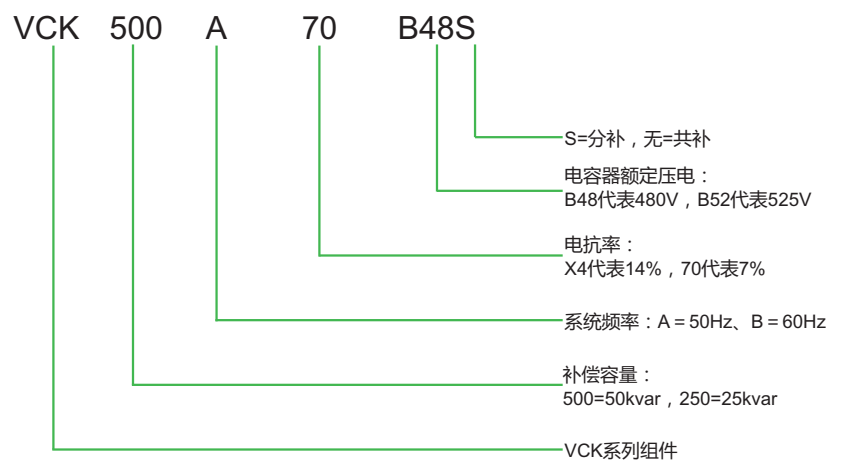 VCK 500 A 70 B48S
S=分补，无=共补
电容器额定压电：
B48代表480V，B52代表525V
电抗率：
X4代表14%，70代表7%
系统频率：A = 50Hz、B = 60Hz
补偿容量：
500=50kvar，250=25kvar
VCK系列组件